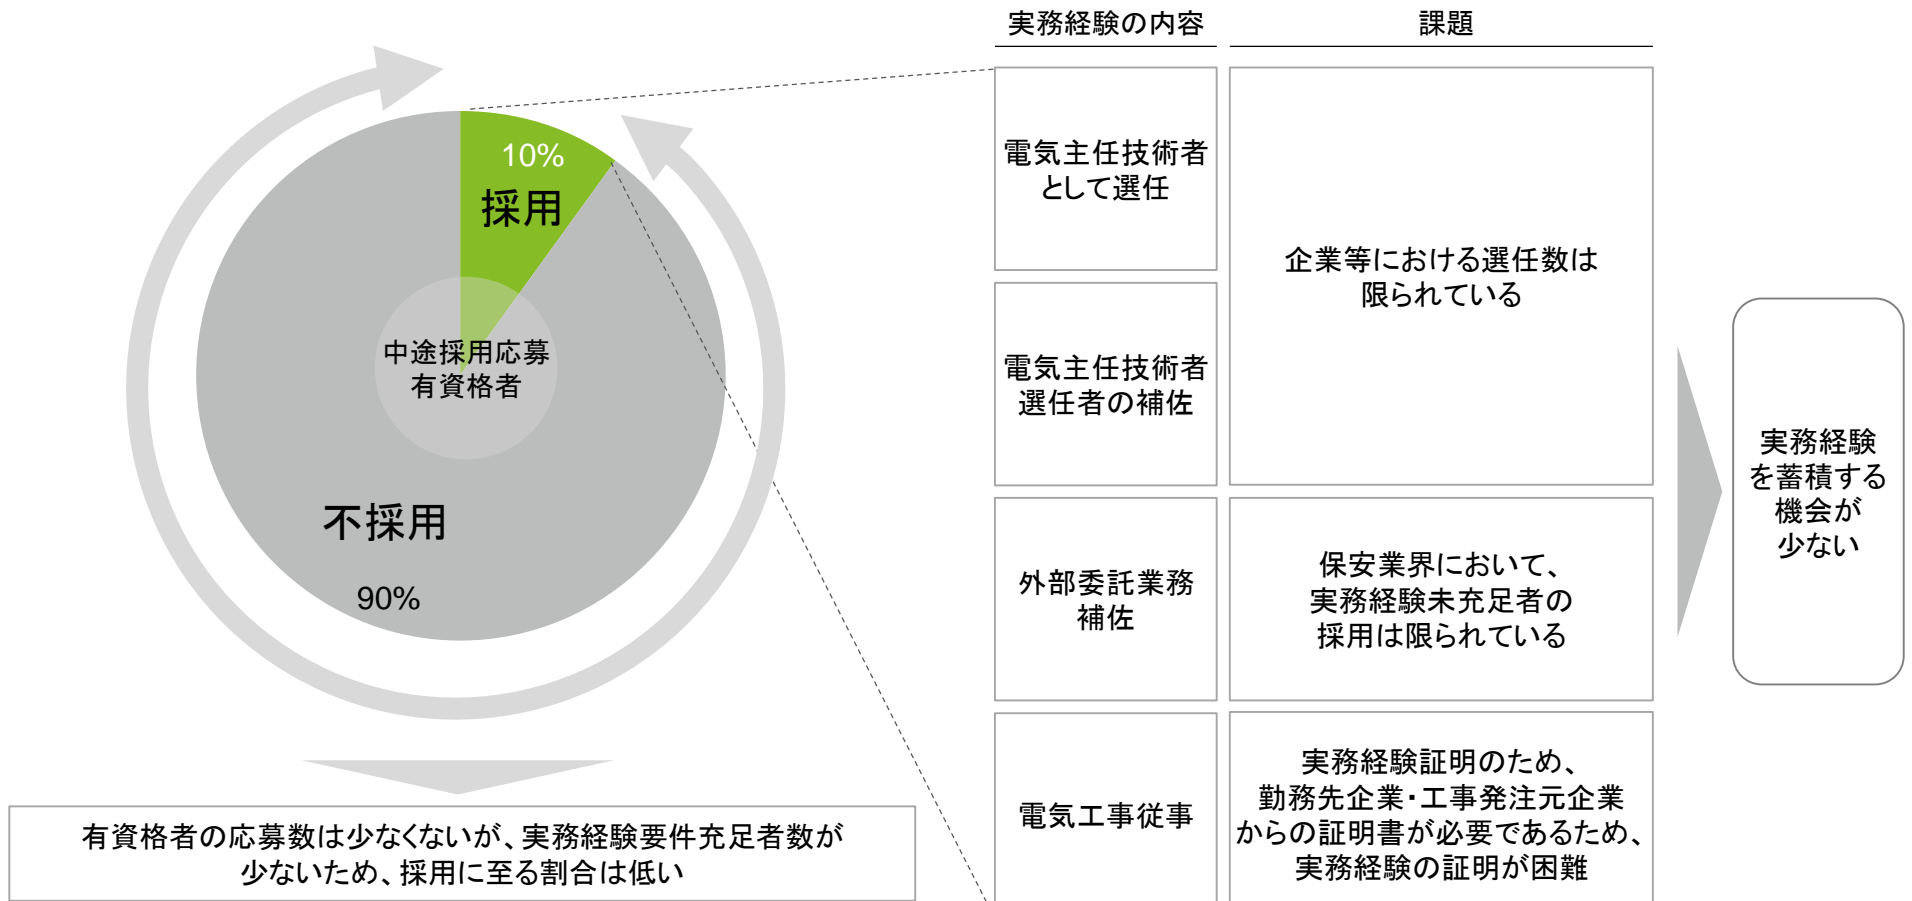 実務経験の内容
課題
10%
採用
中途採用応募
有資格者
不採用
90%
有資格者の応募数は少なくないが、実務経験要件充足者数が
少ないため、採用に至る割合は低い
電気主任技術者
として選任
電気主任技術者
選任者の補佐
企業等における選任数は
限られている
外部委託業務
補佐
保安業界において、
実務経験未充足者の
採用は限られている
電気工事従事
実務経験証明のため、
勤務先企業・工事発注元企業
からの証明書が必要であるため、
実務経験の証明が困難
実務経験
を蓄積する
機会が
少ない